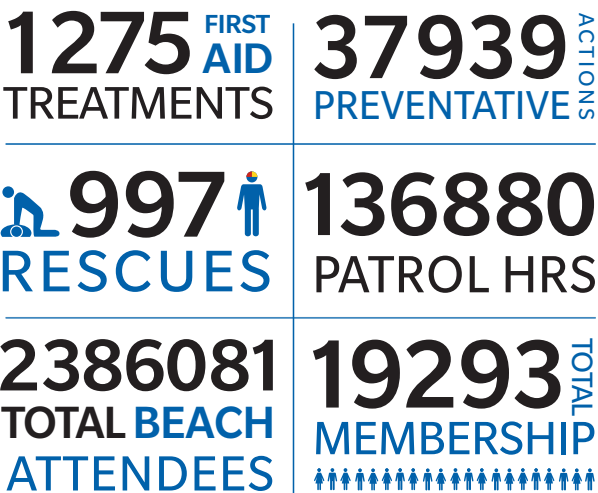 1275 FIRST
AID
TREATMENTS
37939 ACTIONS
PREVENTATIVE
997
RESCUES
136880
PATROL HRS
2386081
TOTAL BEACH
ATTENDEES
19293 TOTAL
MEMBERSHIP